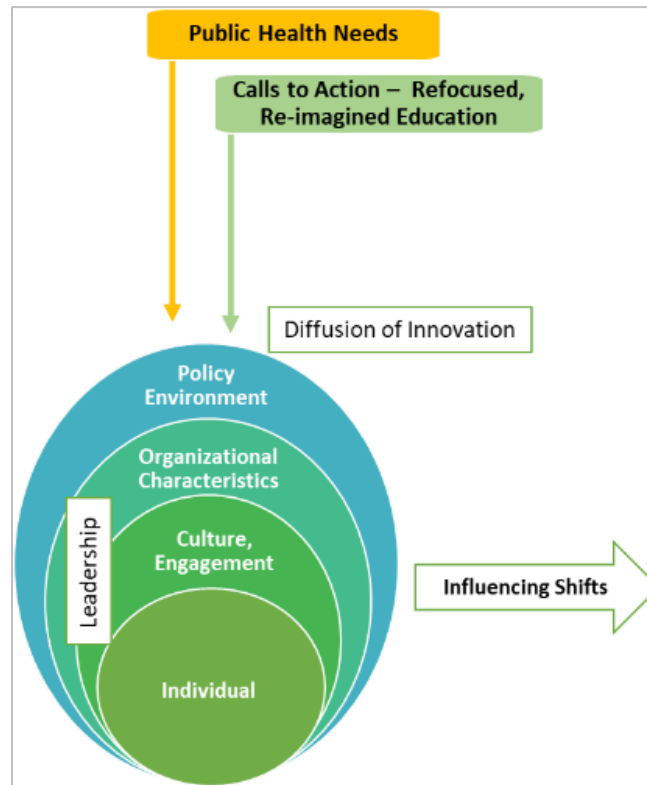 Public Health Needs
Calls to Action – Refocused,
Re-imagined Education
Diffusion of Innovation
Policy
Environment
Organizational
Characteristics
Leadership
Culture,
Engagement
Influencing Shifts
Individual